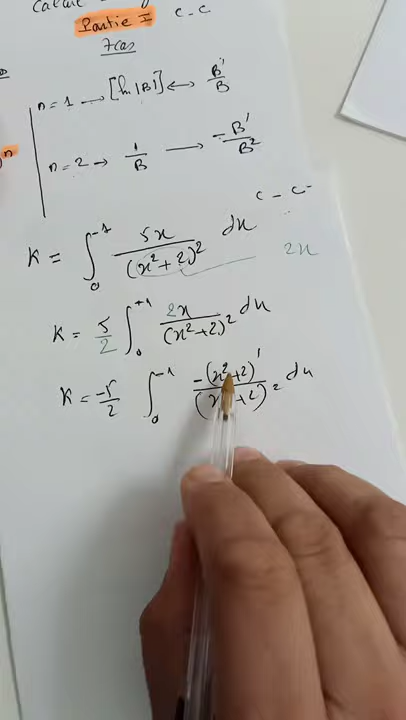 Calcul
Partie I c-c
7cas
n = 1 → [ln|B|] ↔ B'/B
n
n = 2 → 1/B → -B'/B²
c - c -
K = ∫₀⁻¹ 5x/(x²+2)² dx 2x
K = 5/2 ∫₀⁺¹ 2x/(x²+2)² dx
K = -5/2 ∫₀⁻¹ -(x²+2)'/(x²+2)² dx